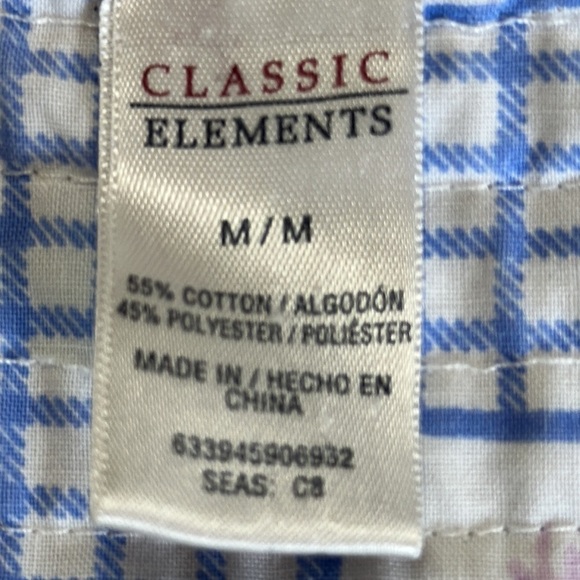 CLASSIC
ELEMENTS
M / M
55% COTTON / ALGODÓN
45% POLYESTER / POLIÉSTER
MADE IN / HECHO EN
CHINA
633945906932
SEAS: C8